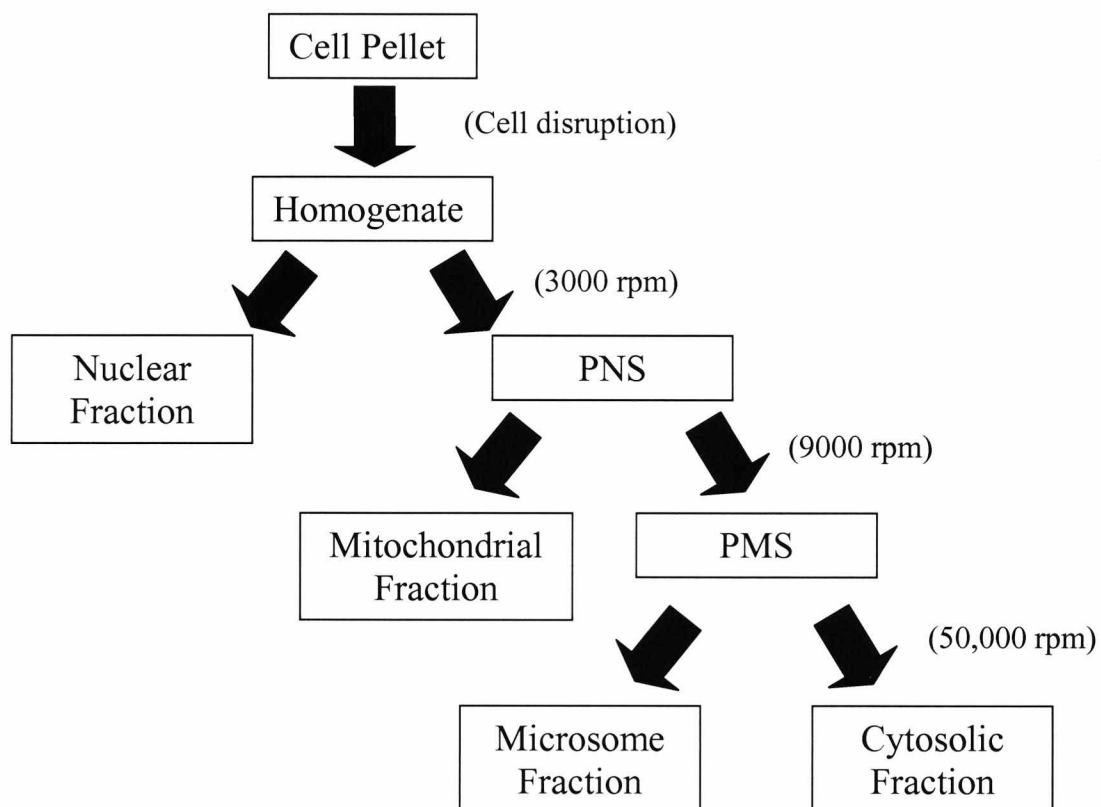 Cell Pellet
(Cell disruption)
Homogenate
(3000 rpm)
Nuclear
Fraction
PNS
(9000 rpm)
Mitochondrial
Fraction
PMS
(50,000 rpm)
Microsome
Fraction
Cytosolic
Fraction